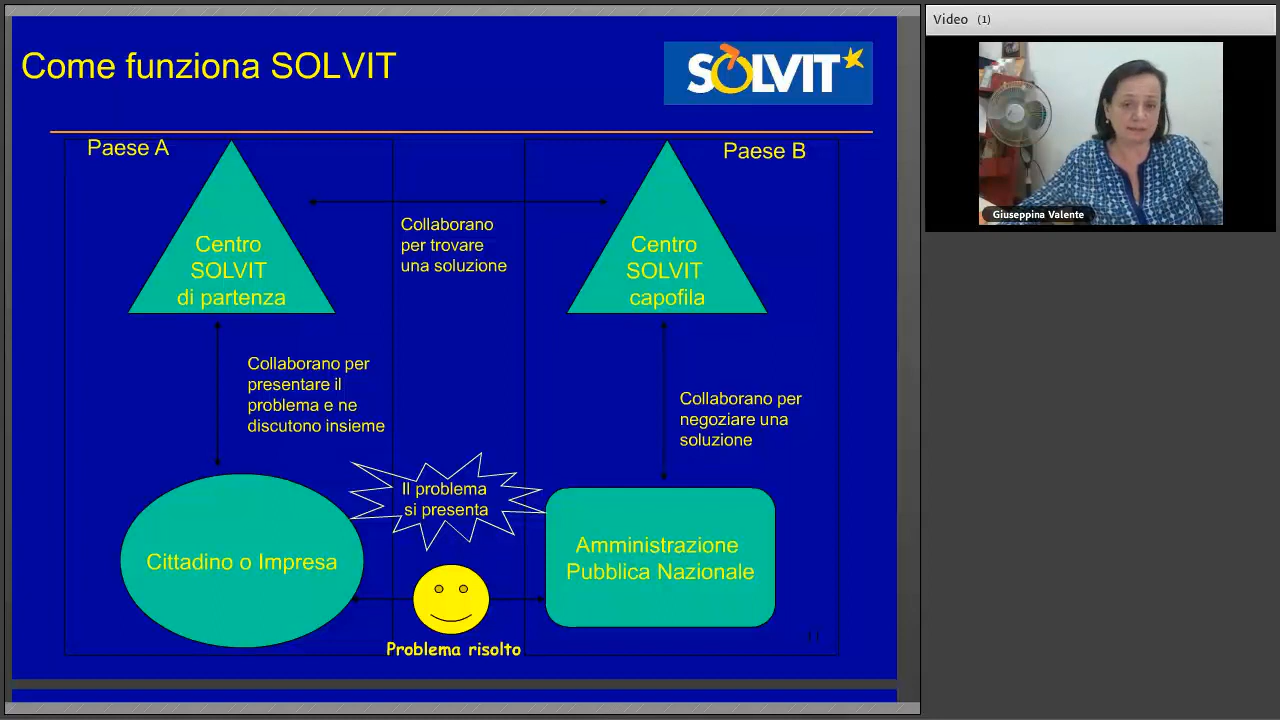 Come funziona SOLVIT
SOLVIT
Paese A
Paese B
Collaborano
per trovare
una soluzione
Centro
SOLVIT
di partenza
Centro
SOLVIT
capofila
Collaborano per
presentare il
problema e ne
discutono insieme
Collaborano per
negoziare una
soluzione
Il problema
si presenta
Cittadino o Impresa
Amministrazione
Pubblica Nazionale
Problema risolto
11
Video (1)
Giuseppina Valente